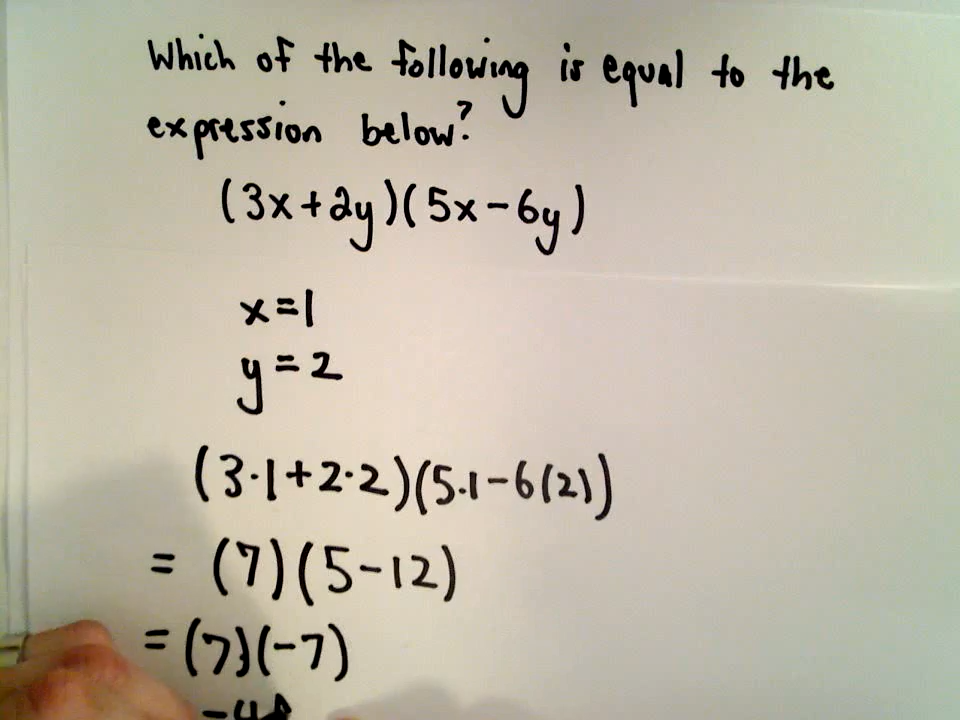 Which of the following is equal to the
expression below?
(3x+2y)(5x-6y)
x=1
y=2
(3·1+2·2)(5·1-6(2))
= (7)(5-12)
= (7)(-7)